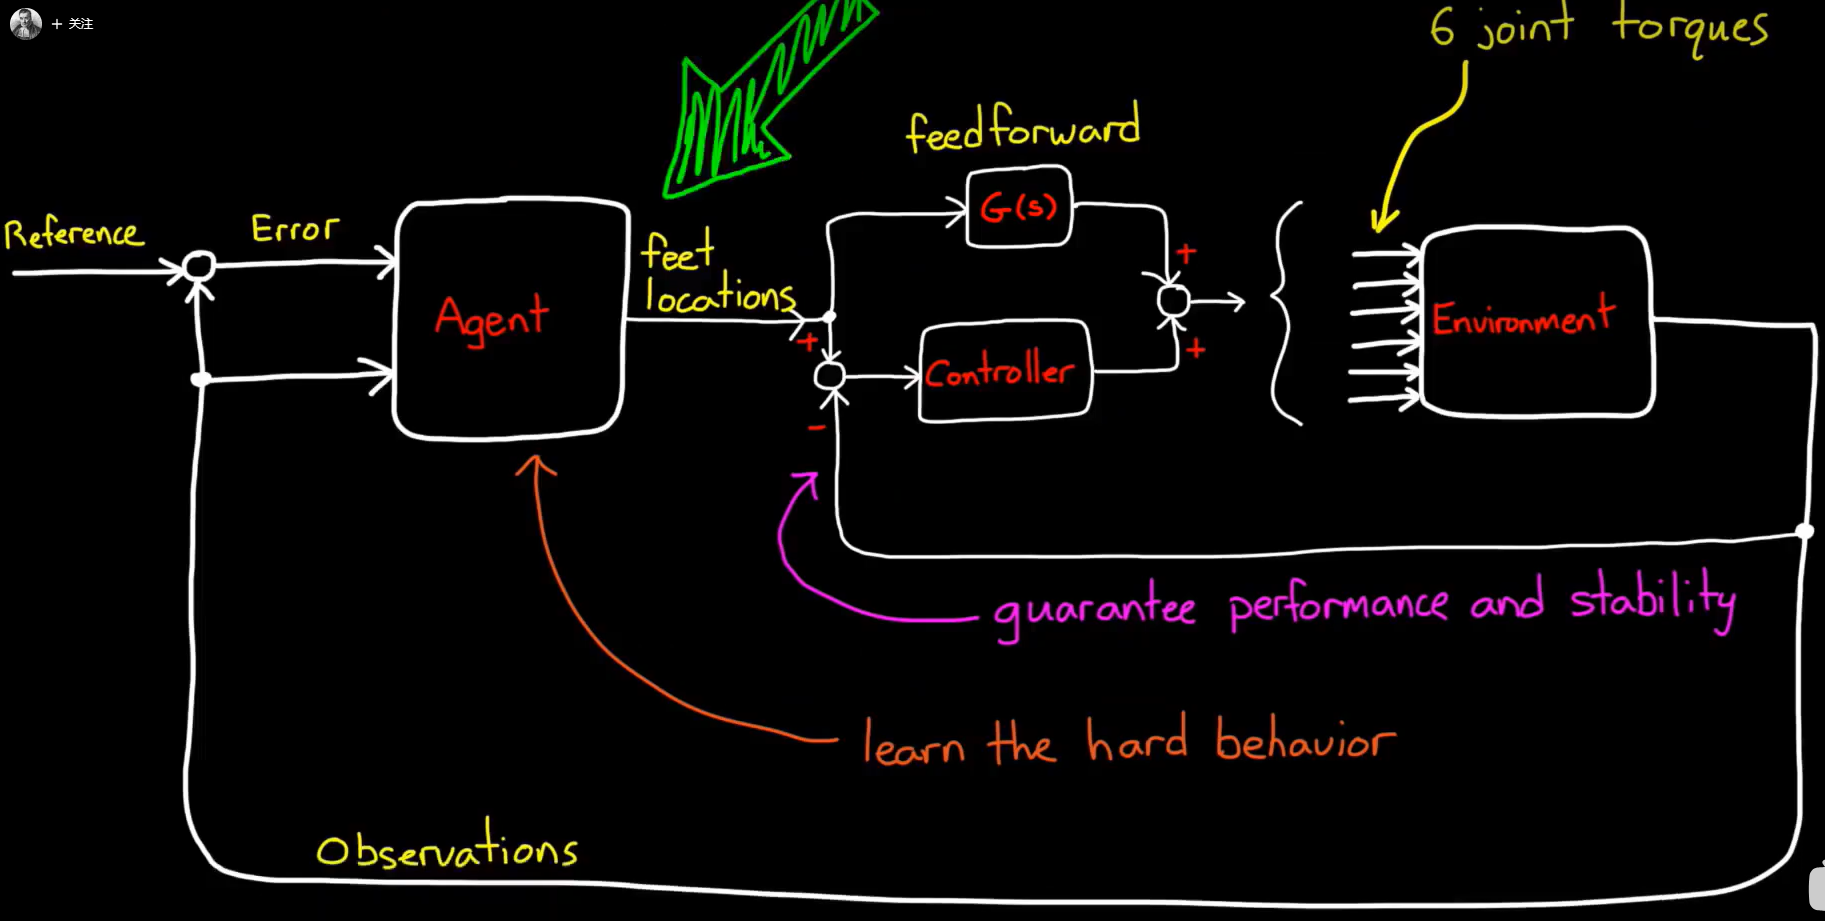 + 关注
6 joint torques
feedforward
G(s)
Reference
Error
feet
locations
Agent
+
+
+
-
Controller
Environment
guarantee performance and stability
learn the hard behavior
Observations